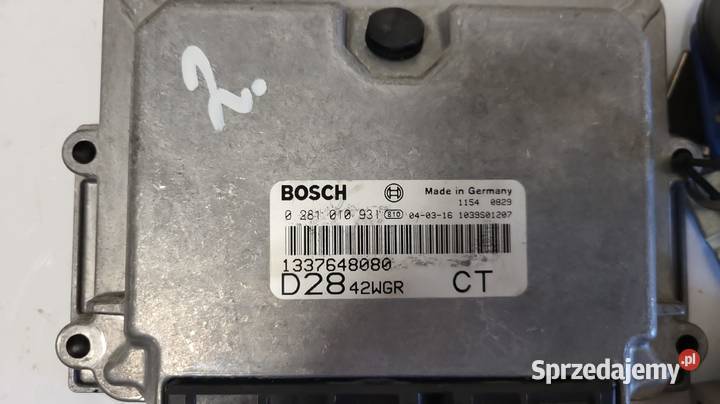 2.
BOSCH Made in Germany
1154 0829
0 281 010 931 S10 04-03-16 1039S01207
1337648080
D28 42WGR CT
Sprzedajemy.pl